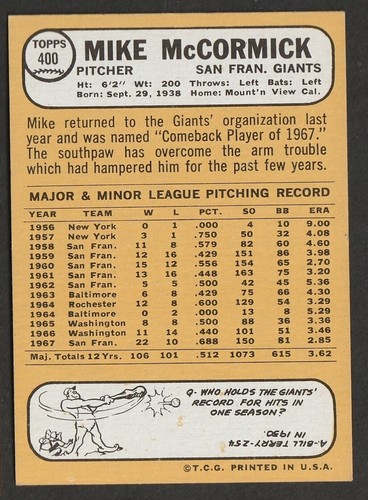 TOPPS
400
MIKE McCORMICK
PITCHER SAN FRAN. GIANTS
Ht: 6'2" Wt: 200 Throws: Left Bats: Left
Born: Sept. 29, 1938 Home: Mount'n View Cal.
Mike returned to the Giants' organization last
year and was named "Comeback Player of 1967."
The southpaw has overcome the arm trouble
which had hampered him for the past few years.
MAJOR & MINOR LEAGUE PITCHING RECORD
YEAR TEAM W L PCT. SO BB ERA
1956 New York 0 1 .000 4 10 9.00
1957 New York 3 1 .750 50 32 4.08
1958 San Fran. 11 8 .579 82 60 4.60
1959 San Fran. 12 16 .429 151 86 3.98
1960 San Fran. 15 12 .556 154 65 2.70
1961 San Fran. 13 16 .448 163 75 3.20
1962 San Fran. 5 5 .500 42 45 5.36
1963 Baltimore 6 8 .429 75 66 4.30
1964 Rochester 12 8 .600 129 54 3.29
1964 Baltimore 0 2 .000 13 8 5.29
1965 Washington 8 8 .500 88 36 3.36
1966 Washington 11 14 .440 101 51 3.46
1967 San Fran. 22 10 .688 150 81 2.85
Maj. Totals 12 Yrs. 106 101 .512 1073 615 3.62
Q- WHO HOLDS THE GIANTS'
RECORD FOR HITS IN
ONE SEASON?
A-BILL TERRY-254
IN 1930.
©T.C.G. PRINTED IN U.S.A.